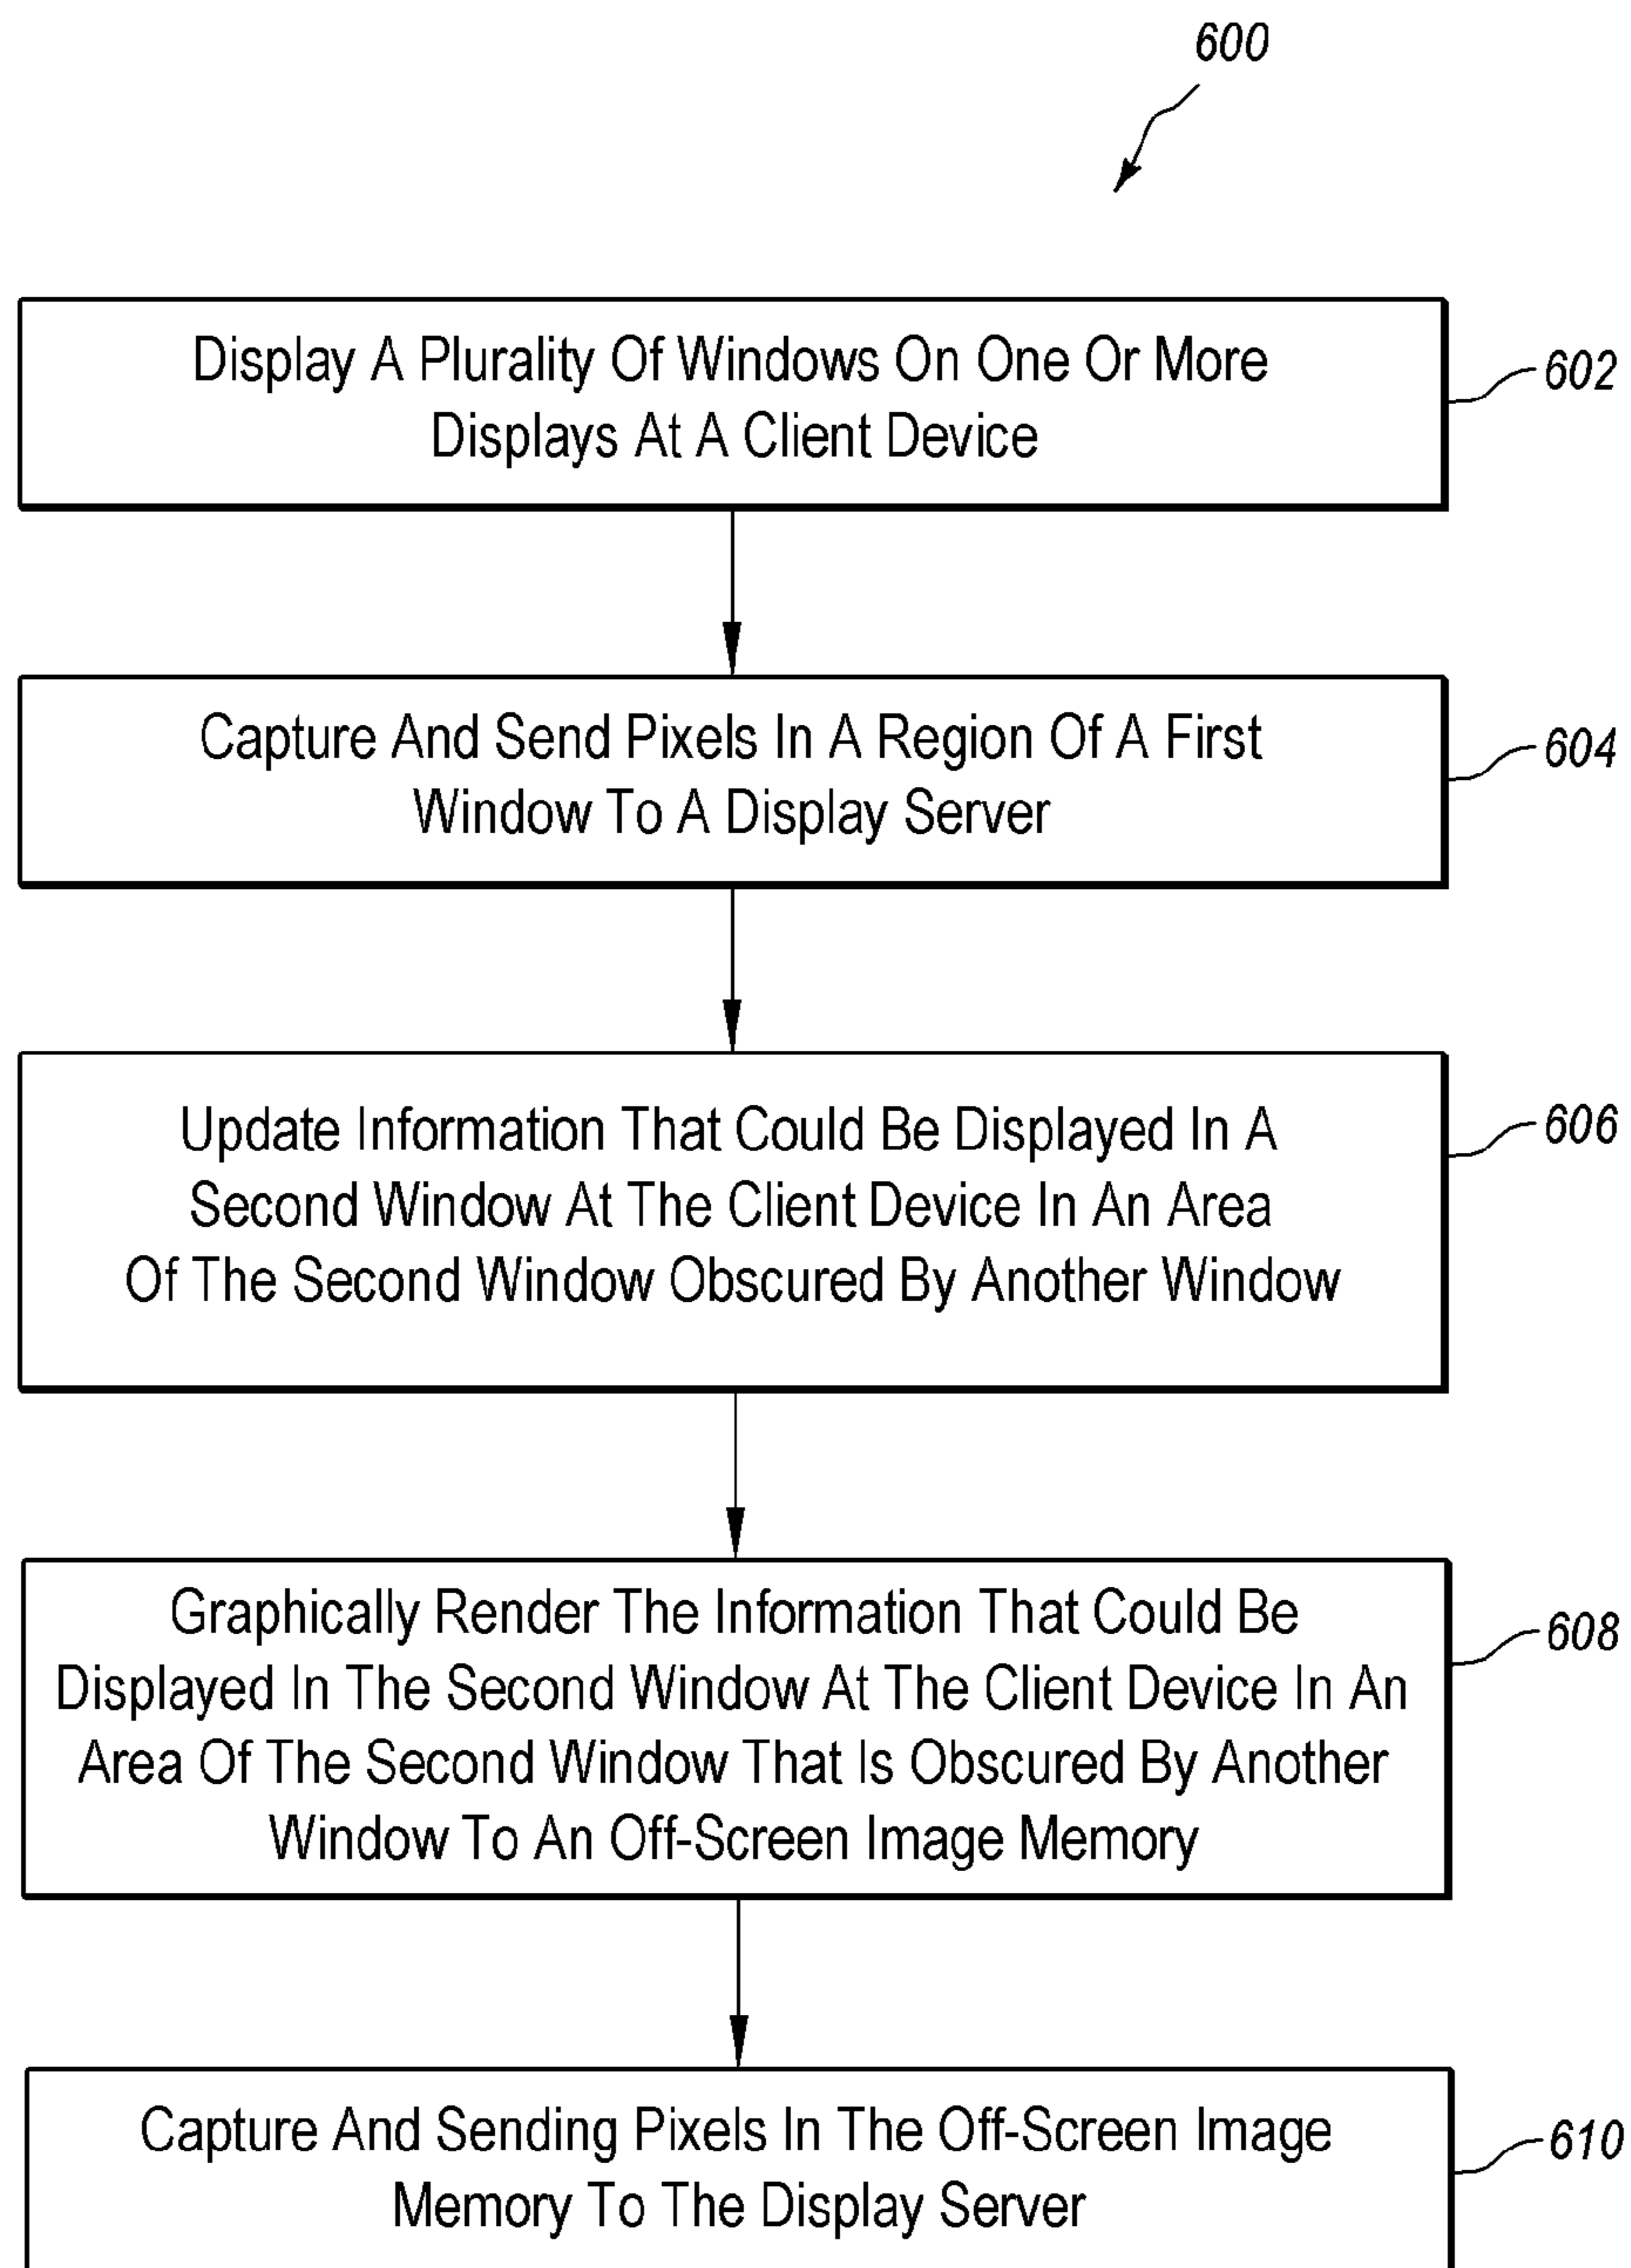 600
Display A Plurality Of Windows On One Or More
Displays At A Client Device
602
Capture And Send Pixels In A Region Of A First
Window To A Display Server
604
Update Information That Could Be Displayed In A
Second Window At The Client Device In An Area
Of The Second Window Obscured By Another Window
606
Graphically Render The Information That Could Be
Displayed In The Second Window At The Client Device In An
Area Of The Second Window That Is Obscured By Another
Window To An Off-Screen Image Memory
608
Capture And Sending Pixels In The Off-Screen Image
Memory To The Display Server
610